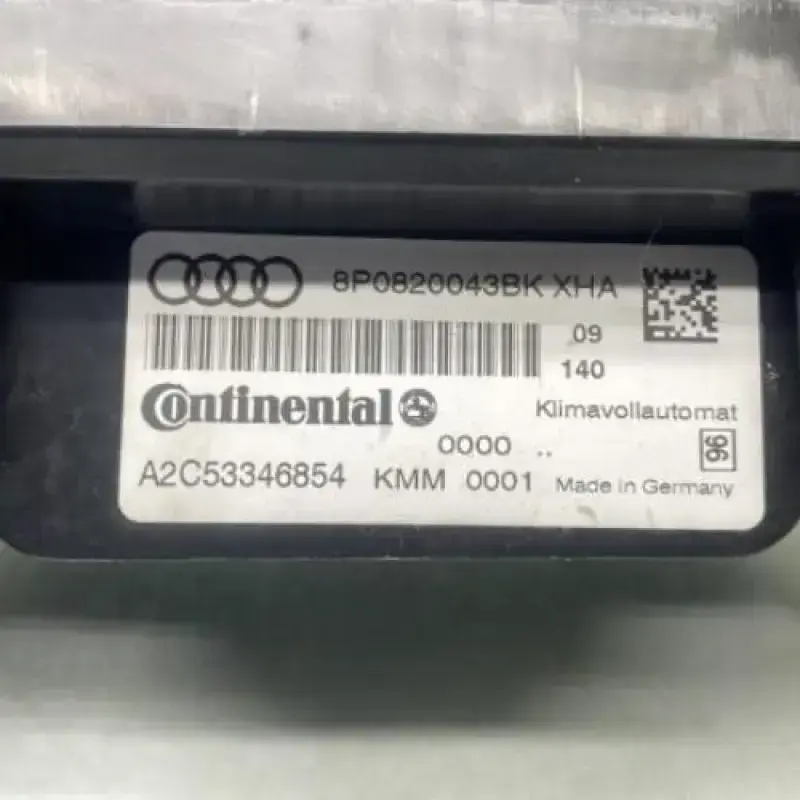 8P0820043BK XHA
09
140
Continental
Klimavollautomat
0000 ..
96
A2C53346854 KMM 0001 Made in Germany